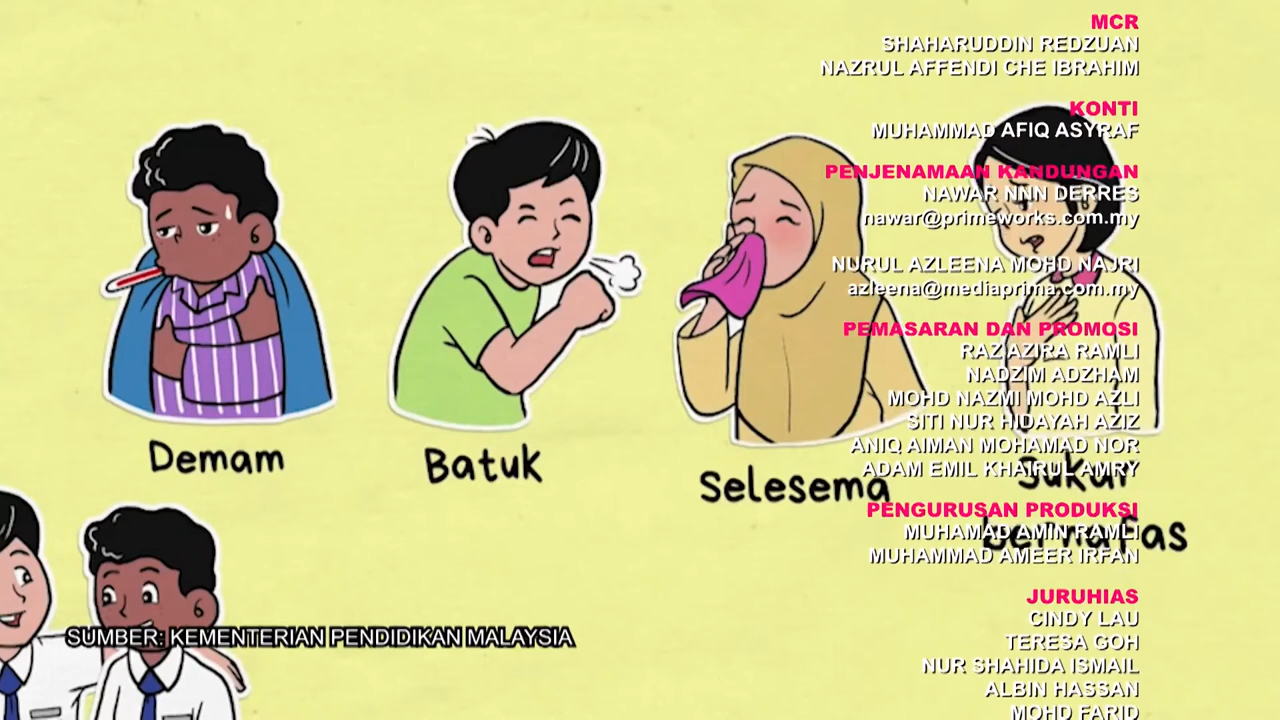 MCR
SHAHARUDDIN REDZUAN
NAZRUL AFFENDI CHE IBRAHIM
KONTI
MUHAMMAD AFIQ ASYRAF
PENJENAMAAN KANDUNGAN
NAWAR NNN DERRES
nawar@primeworks.com.my
NURUL AZLEENA MOHD NAJRI
azleena@mediaprima.com.my
PEMASARAN DAN PROMOSI
RAZ AZIRA RAMLI
NADZIM ADZHAM
MOHD NAZMI MOHD AZLI
SITI NUR HIDAYAH AZIZ
ANIQ AIMAN MOHAMAD NOR
ADAM EMIL KHAIRUL AMRY
PENGURUSAN PRODUKSI
MUHAMAD AMIN RAMLI
MUHAMMAD AMEER IRFAN
JURUHIAS
CINDY LAU
TERESA GOH
NUR SHAHIDA ISMAIL
ALBIN HASSAN
MOHD FARID
Demam
Batuk
Selesema
Sukar
bernafas
SUMBER: KEMENTERIAN PENDIDIKAN MALAYSIA